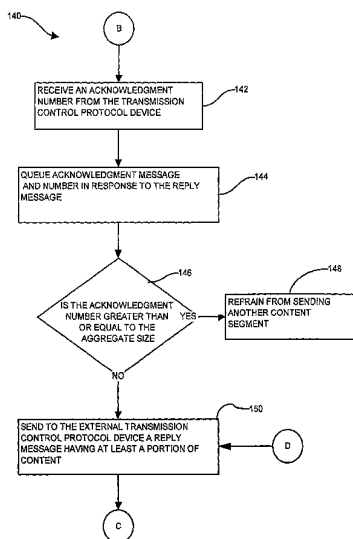 140
B
RECEIVE AN ACKNOWLEDGMENT
NUMBER FROM THE TRANSMISSION
CONTROL PROTOCOL DEVICE
142
QUEUE ACKNOWLEDGMENT MESSAGE
AND NUMBER IN RESPONSE TO THE REPLY
MESSAGE
144
146
IS THE ACKNOWLEDGMENT
NUMBER GREATER THAN
OR EQUAL TO THE
AGGREGATE SIZE
YES
148
REFRAIN FROM SENDING
ANOTHER CONTENT
SEGMENT
NO
150
SEND TO THE EXTERNAL TRANSMISSION
CONTROL PROTOCOL DEVICE A REPLY
MESSAGE HAVING AT LEAST A PORTION OF
CONTENT
D
C